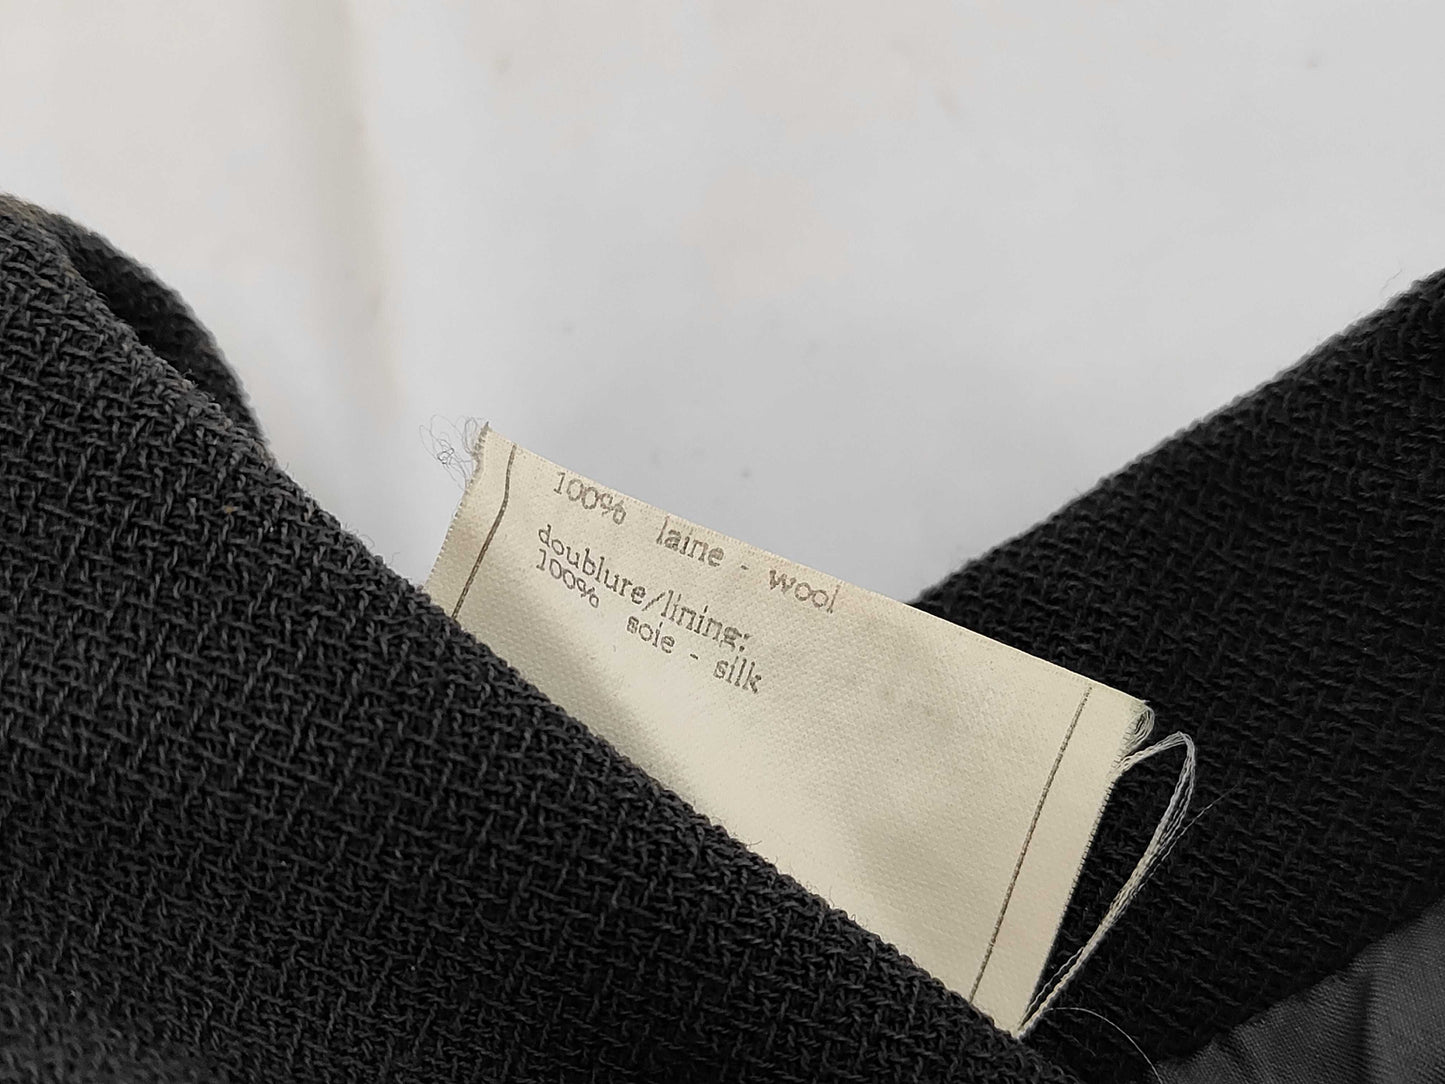 100% laine - wool
doublure/lining:
100% soie - silk